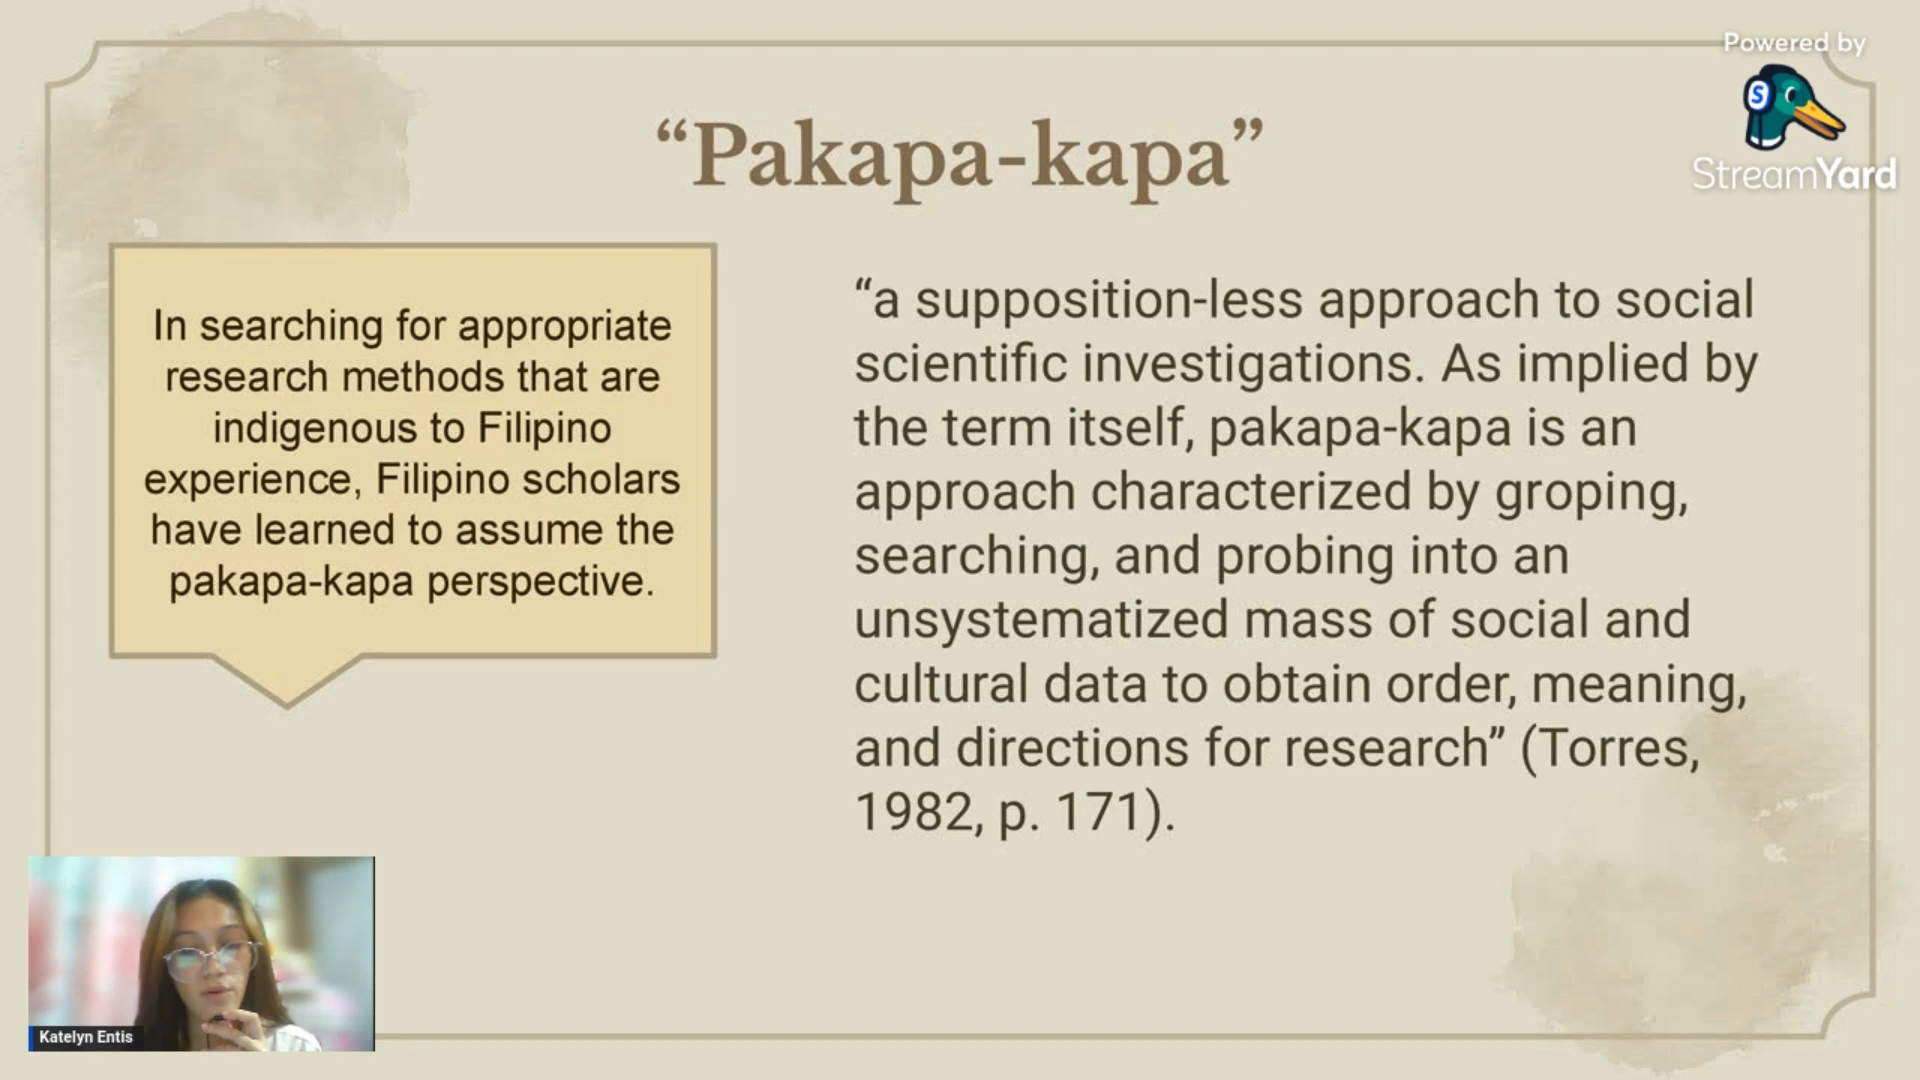 Powered by
StreamYard
“Pakapa-kapa”
In searching for appropriate
research methods that are
indigenous to Filipino
experience, Filipino scholars
have learned to assume the
pakapa-kapa perspective.
“a supposition-less approach to social
scientific investigations. As implied by
the term itself, pakapa-kapa is an
approach characterized by groping,
searching, and probing into an
unsystematized mass of social and
cultural data to obtain order, meaning,
and directions for research” (Torres,
1982, p. 171).
Katelyn Entis